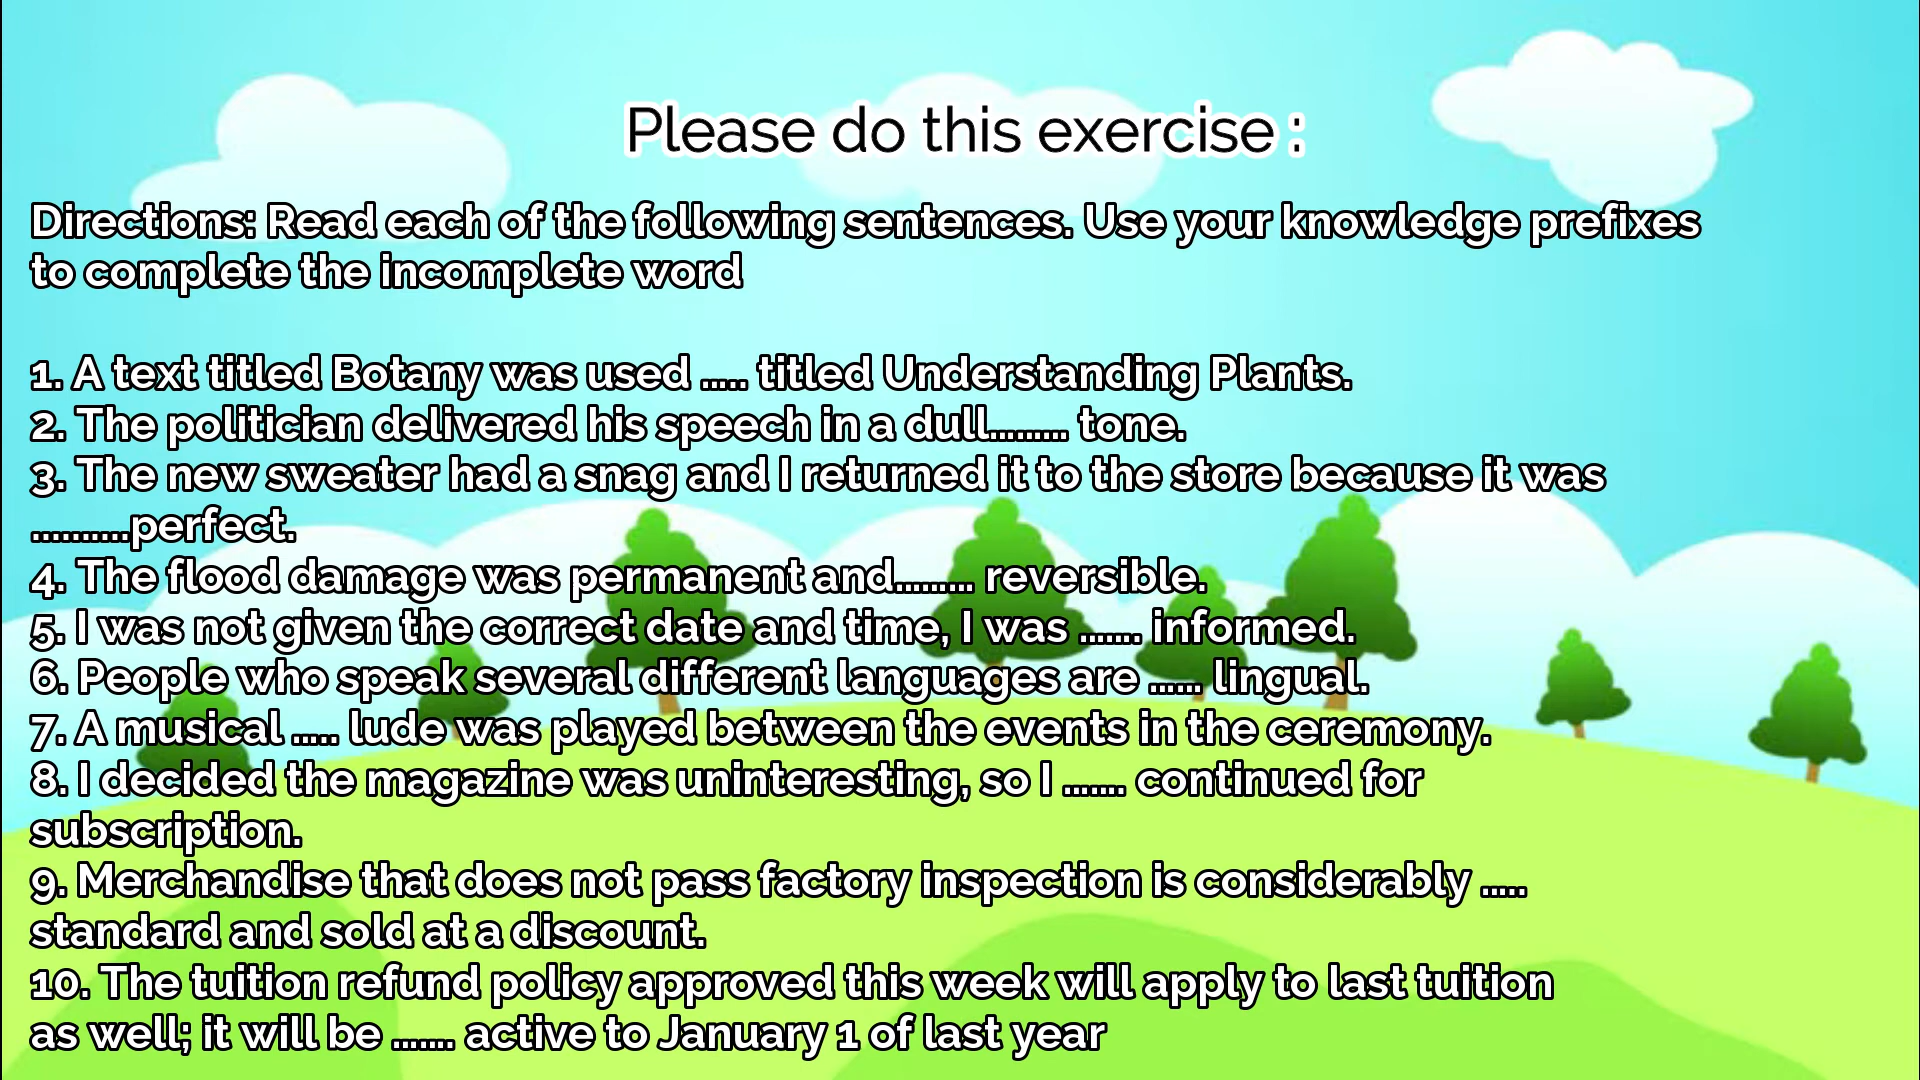 Please do this exercise :
Directions: Read each of the following sentences. Use your knowledge prefixes
to complete the incomplete word
1. A text titled Botany was used ..... titled Understanding Plants.
2. The politician delivered his speech in a dull......... tone.
3. The new sweater had a snag and I returned it to the store because it was
...........perfect.
4. The flood damage was permanent and......... reversible.
5. I was not given the correct date and time, I was ....... informed.
6. People who speak several different languages are ...... lingual.
7. A musical ..... lude was played between the events in the ceremony.
8. I decided the magazine was uninteresting, so I ....... continued for
subscription.
9. Merchandise that does not pass factory inspection is considerably .....
standard and sold at a discount.
10. The tuition refund policy approved this week will apply to last tuition
as well; it will be ....... active to January 1 of last year